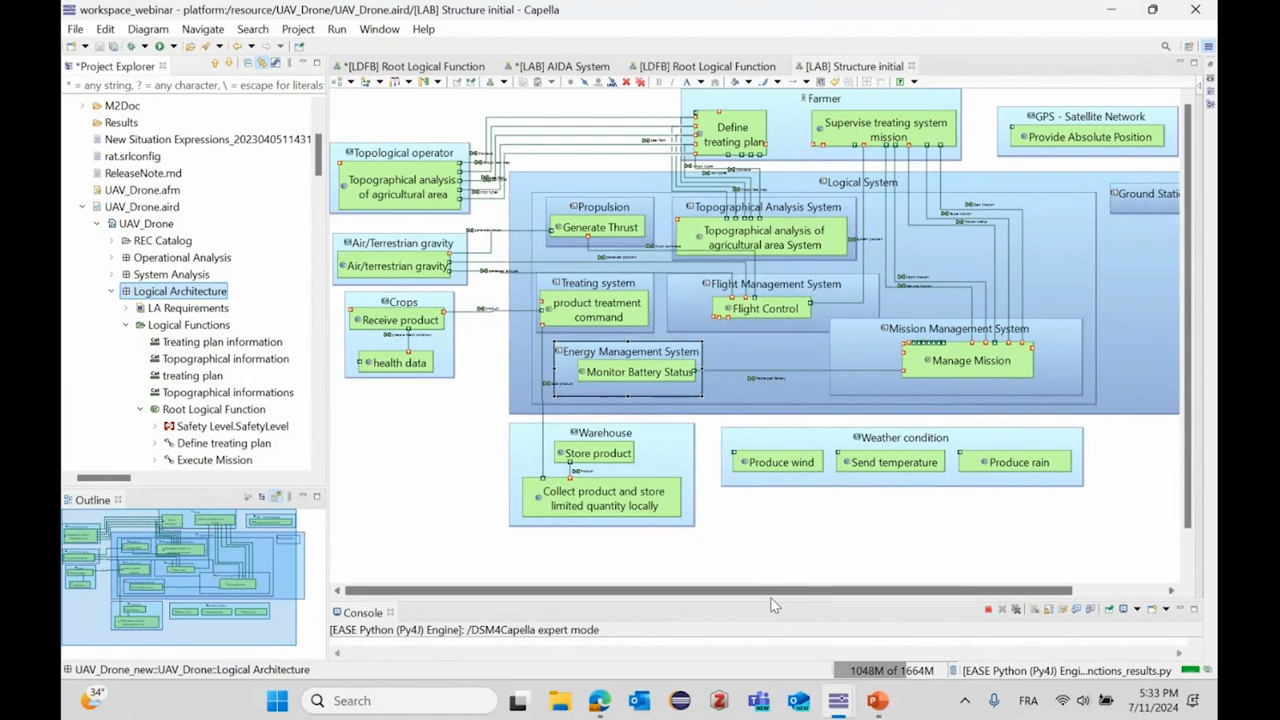 workspace_webinar - platform:/resource/UAV_Drone/UAV_Drone.aird/[LAB] Structure initial - Capella
File Edit Diagram Navigate Search Project Run Window Help
*Project Explorer
*[LDFB] Root Logical Function
*[LAB] AIDA System
[LDFB] Root Logical Function
[LAB] Structure initial
* = any string, ? = any character, \ = escape for literals
M2Doc
Results
New Situation Expressions_2023040511431
rat.srlconfig
ReleaseNote.md
UAV_Drone.afm
UAV_Drone.aird
UAV_Drone
REC Catalog
Operational Analysis
System Analysis
Logical Architecture
LA Requirements
Logical Functions
Treating plan information
Topographical information
treating plan
Topographical informations
Root Logical Function
Safety Level.SafetyLevel
Define treating plan
Execute Mission
Outline
Farmer
Define
treating plan
Supervise treating system
mission
GPS - Satellite Network
Provide Absolute Position
Topological operator
Topographical analysis
of agricultural area
Logical System
Ground Stati
Propulsion
Generate Thrust
Topographical Analysis System
Topographical analysis of
agricultural area System
Air/Terrestrian gravity
Air/terrestrian gravity
Treating system
product treatment
command
Flight Management System
Flight Control
Crops
Receive product
health data
Mission Management System
Manage Mission
Energy Management System
Monitor Battery Status
Warehouse
Store product
Collect product and store
limited quantity locally
Weather condition
Produce wind
Send temperature
Produce rain
Console
[EASE Python (Py4J) Engine]: /DSM4Capella expert mode
UAV_Drone_new::UAV_Drone::Logical Architecture
1048M of 1664M
[EASE Python (Py4J) Engi...nctions_results.py
34°
Search
FRA
5:33 PM
7/11/2024